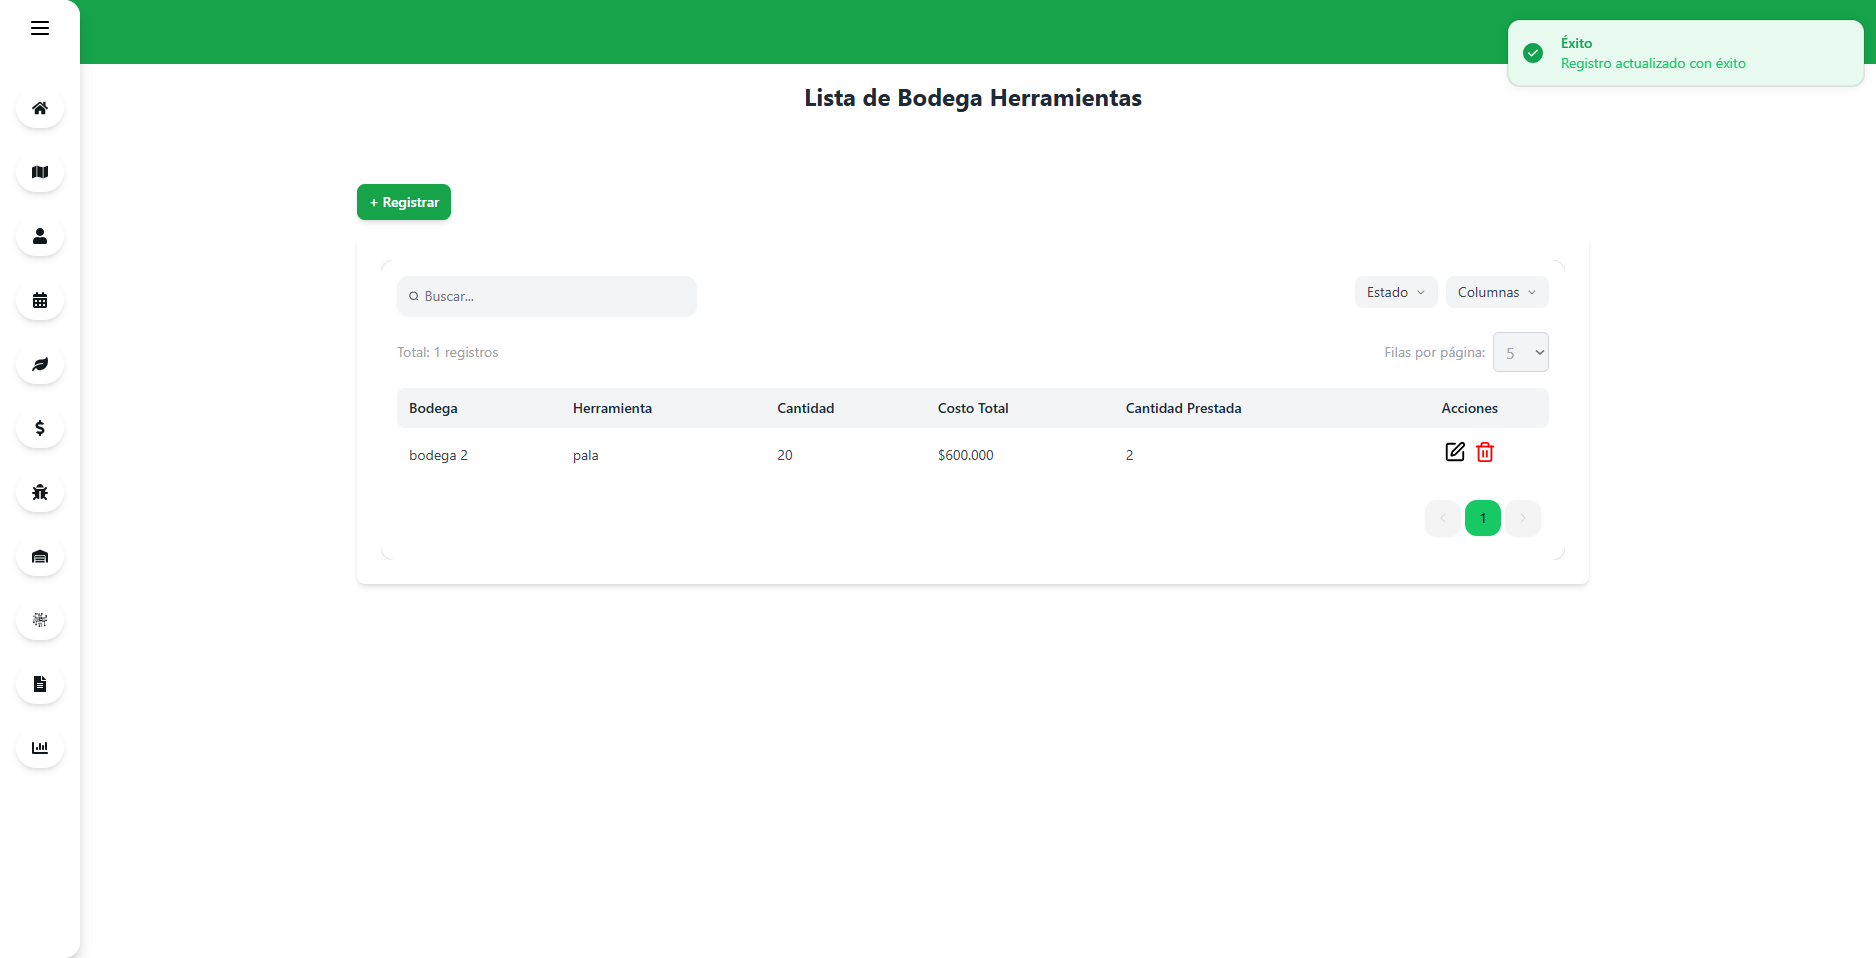 Éxito
Registro actualizado con éxito
Lista de Bodega Herramientas
+ Registrar
Buscar...
Estado
Columnas
Total: 1 registros
Filas por página: 5
Bodega Herramienta Cantidad Costo Total Cantidad Prestada Acciones
bodega 2 pala 20 $600.000 2
1